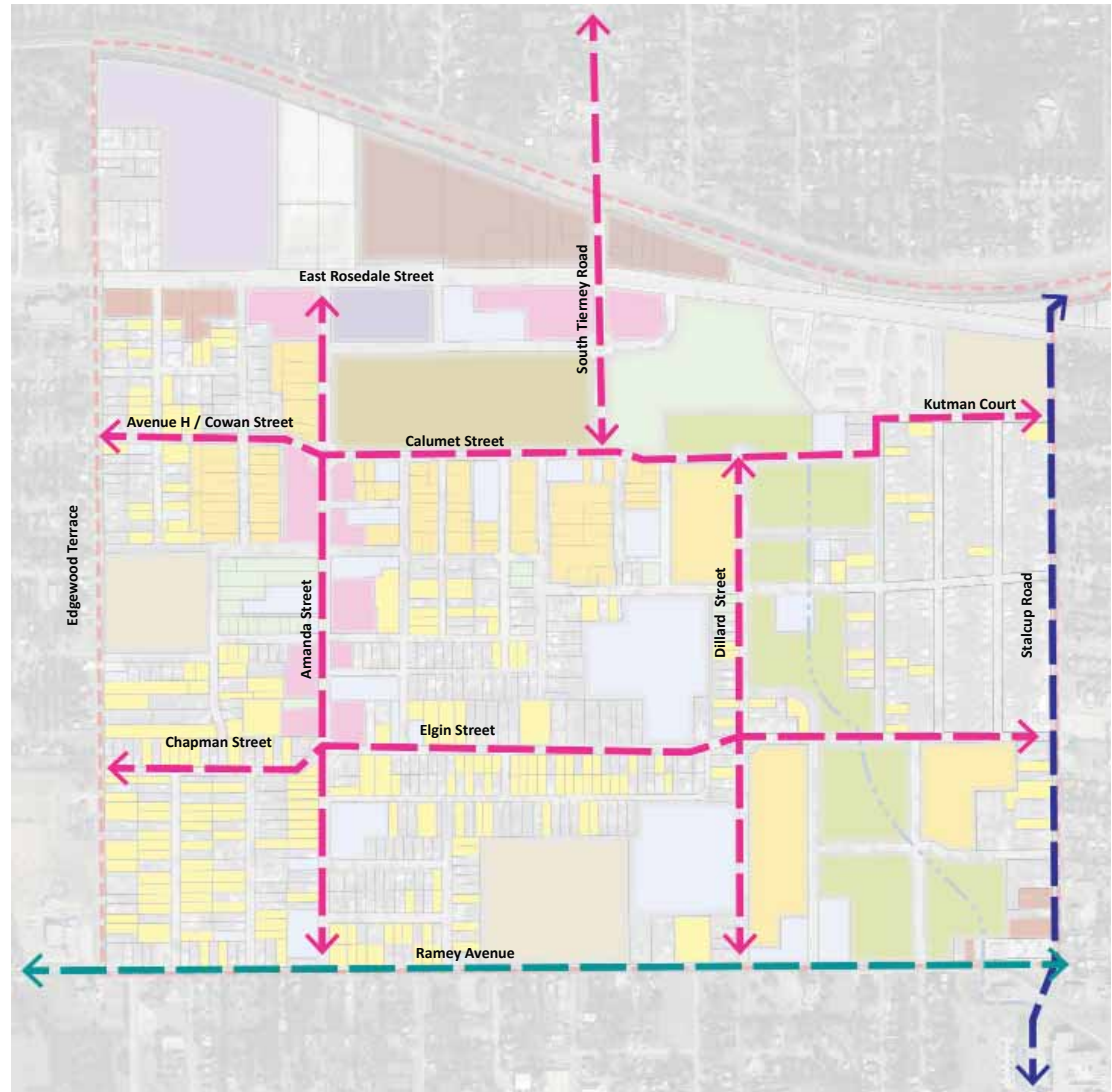 East Rosedale Street
South Tierney Road
Kutman Court
Avenue H / Cowan Street
Calumet Street
Edgewood Terrace
Amanda Street
Dillard Street
Stalcup Road
Elgin Street
Chapman Street
Ramey Avenue